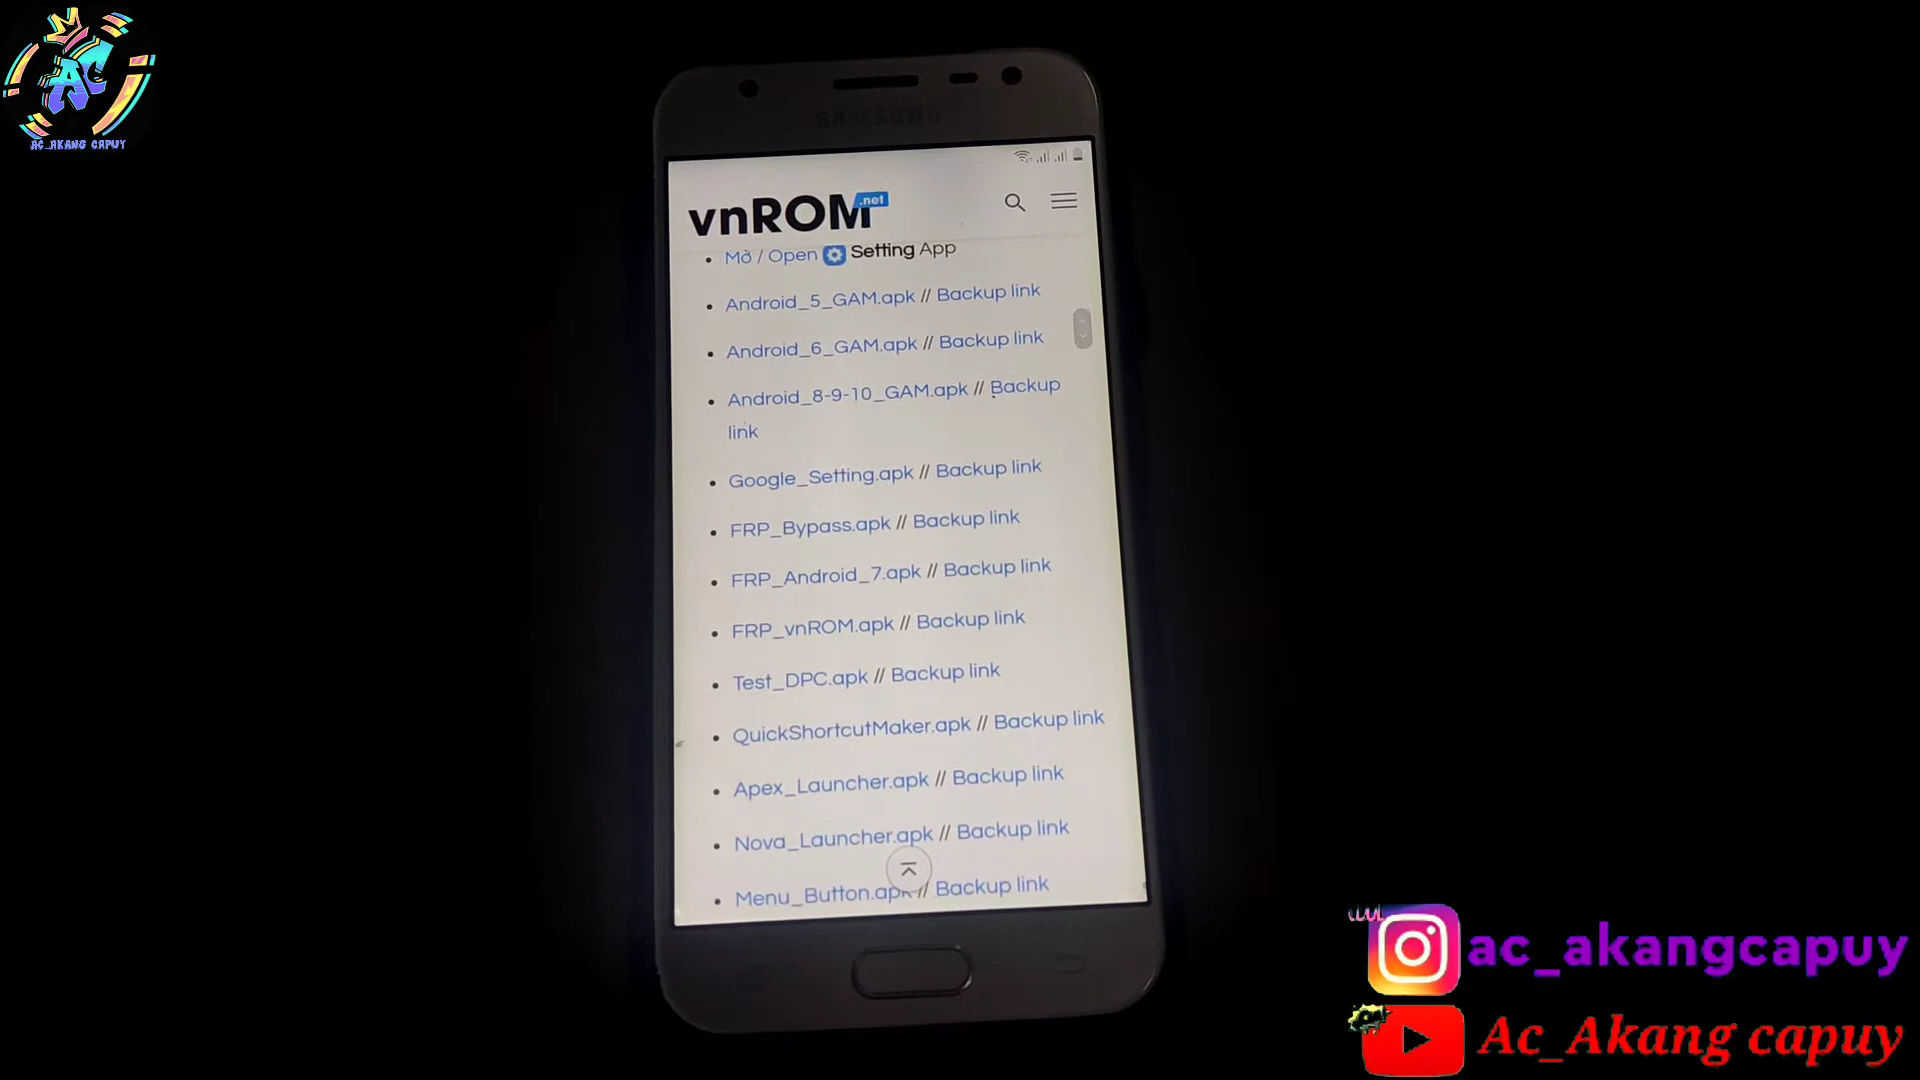 AC
AC_AKANG CAPUY
SAMSUNG
vnROM.net
Mở / Open Setting App
Android_5_GAM.apk // Backup link
Android_6_GAM.apk // Backup link
Android_8-9-10_GAM.apk // Backup
link
Google_Setting.apk // Backup link
FRP_Bypass.apk // Backup link
FRP_Android_7.apk // Backup link
FRP_vnROM.apk // Backup link
Test_DPC.apk // Backup link
QuickShortcutMaker.apk // Backup link
Apex_Launcher.apk // Backup link
Nova_Launcher.apk // Backup link
Menu_Button.apk // Backup link
ac_akangcapuy
Ac_Akang capuy